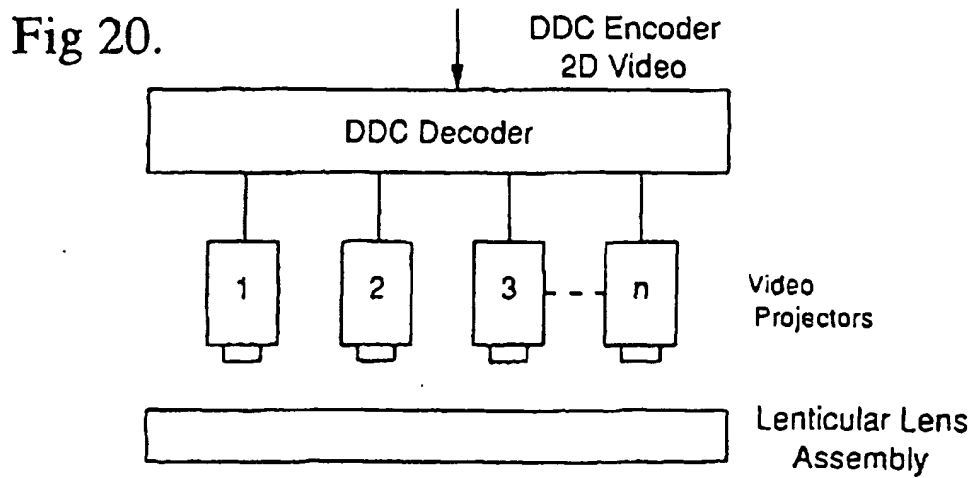 Fig 20.
DDC Encoder
2D Video
DDC Decoder
1 2 3 n
Video
Projectors
Lenticular Lens
Assembly